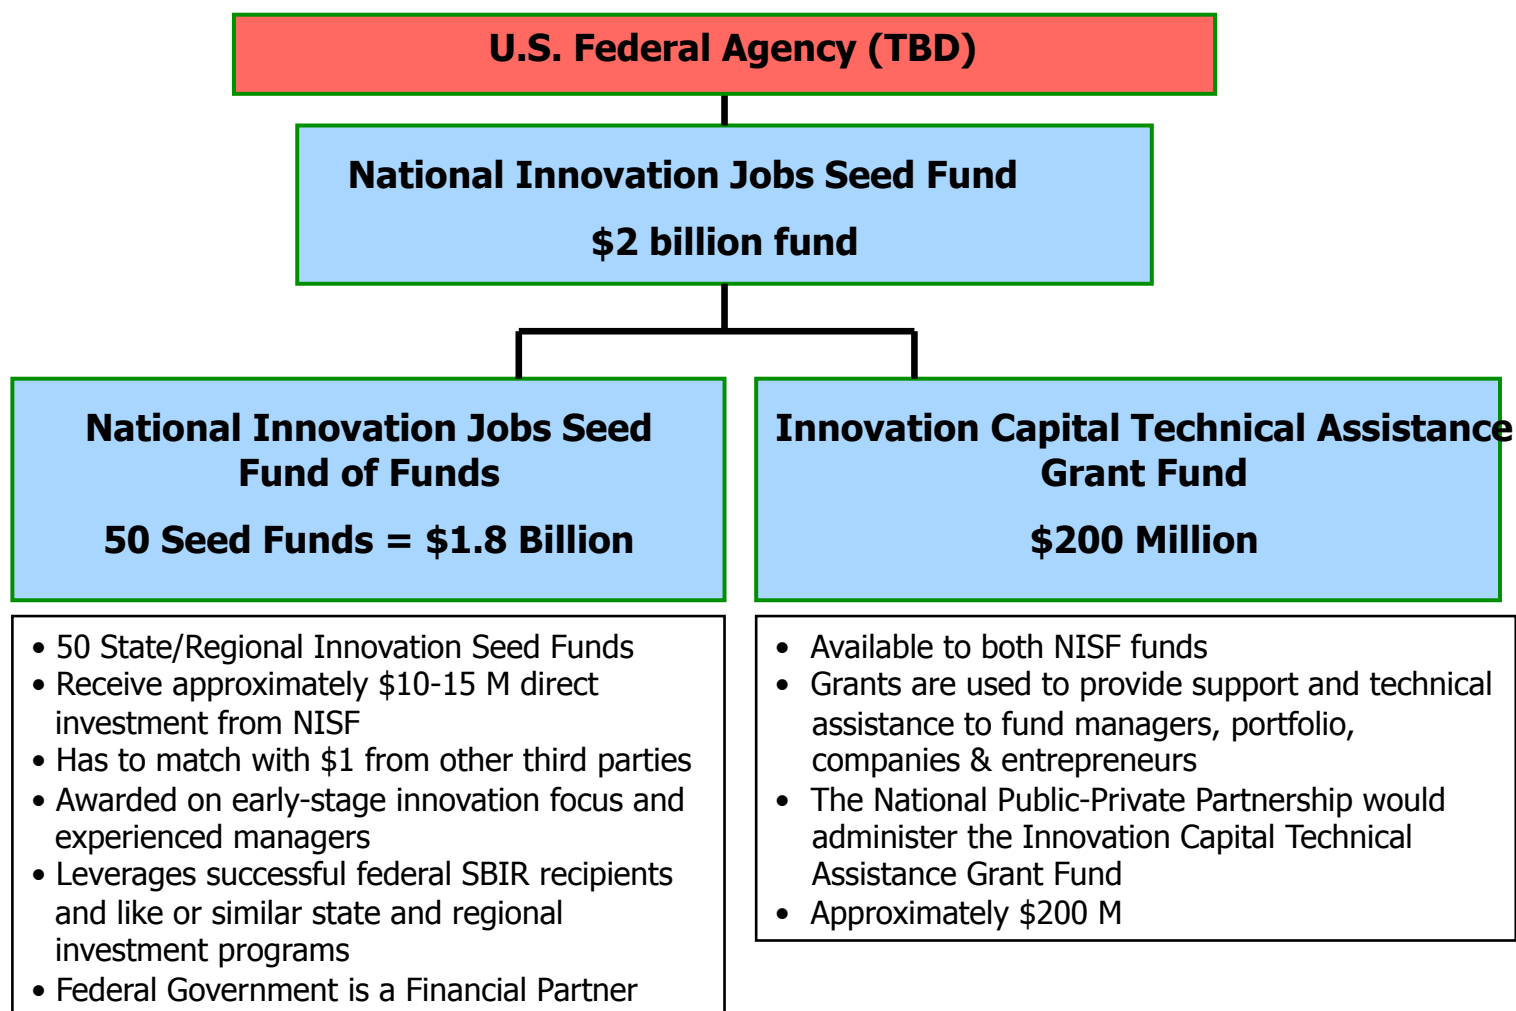 U.S. Federal Agency (TBD)
National Innovation Jobs Seed Fund
$2 billion fund
National Innovation Jobs Seed
Fund of Funds
50 Seed Funds = $1.8 Billion
Innovation Capital Technical Assistance
Grant Fund
$200 Million
• 50 State/Regional Innovation Seed Funds
• Receive approximately $10-15 M direct
investment from NISF
• Has to match with $1 from other third parties
• Awarded on early-stage innovation focus and
experienced managers
• Leverages successful federal SBIR recipients
and like or similar state and regional
investment programs
• Federal Government is a Financial Partner
• Available to both NISF funds
• Grants are used to provide support and technical
assistance to fund managers, portfolio,
companies & entrepreneurs
• The National Public-Private Partnership would
administer the Innovation Capital Technical
Assistance Grant Fund
• Approximately $200 M